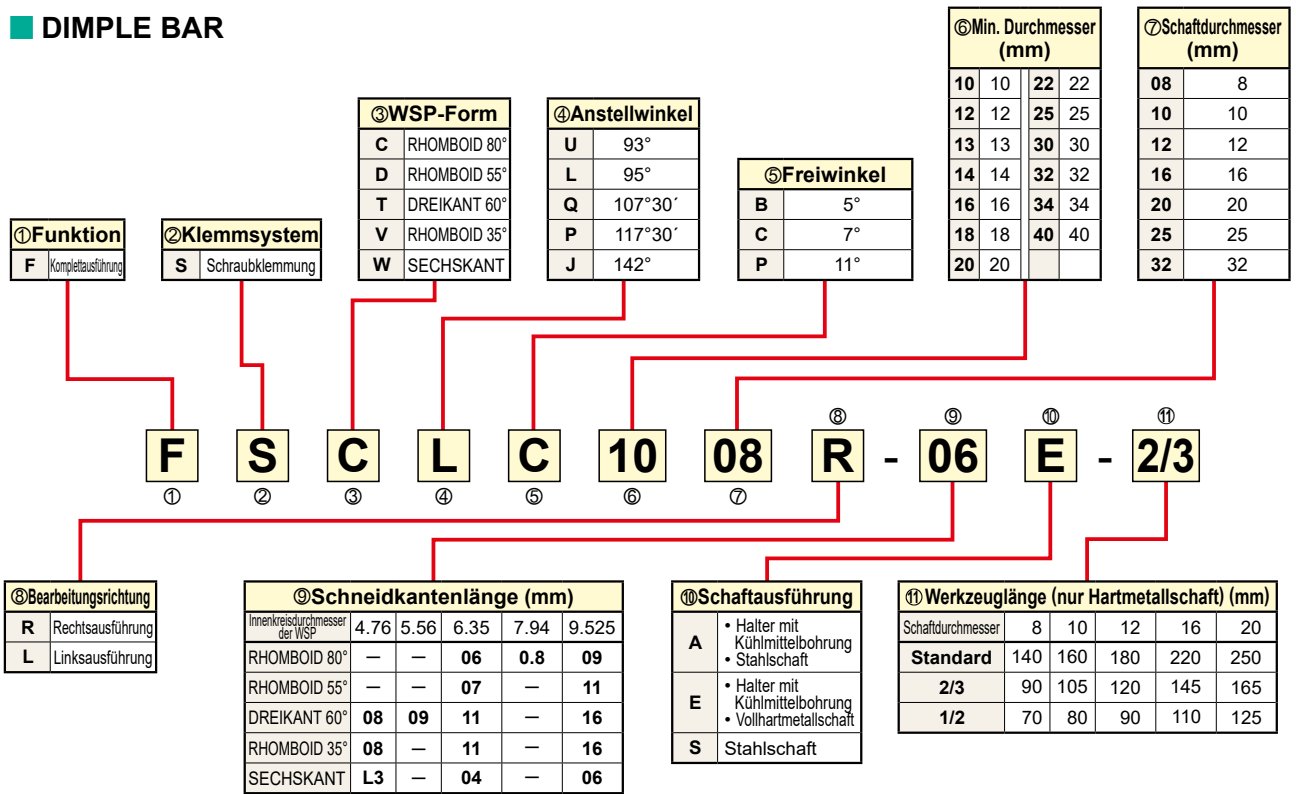 DIMPLE BAR
①Funktion
F Komplettausführung
②Klemmsystem
S Schraubklemmung
③WSP-Form
C RHOMBOID 80°
D RHOMBOID 55°
T DREIKANT 60°
V RHOMBOID 35°
W SECHSKANT
④Anstellwinkel
U 93°
L 95°
Q 107°30´
P 117°30´
J 142°
⑤Freiwinkel
B 5°
C 7°
P 11°
⑥Min. Durchmesser
(mm)
10 10 22 22
12 12 25 25
13 13 30 30
14 14 32 32
16 16 34 34
18 18 40 40
20 20
⑦Schaftdurchmesser
(mm)
08 8
10 10
12 12
16 16
20 20
25 25
32 32
⑧ ⑨ ⑩ ⑪
F S C L C 10 08 R - 06 E - 2/3
① ② ③ ④ ⑤ ⑥ ⑦
⑧Bearbeitungsrichtung
R Rechtsausführung
L Linksausführung
⑨Schneidkantenlänge (mm)
Innenkreisdurchmesser
der WSP 4.76 5.56 6.35 7.94 9.525
RHOMBOID 80° — — 06 0.8 09
RHOMBOID 55° — — 07 — 11
DREIKANT 60° 08 09 11 — 16
RHOMBOID 35° 08 — 11 — 16
SECHSKANT L3 — 04 — 06
⑩Schaftausführung
A • Halter mit
Kühlmittelbohrung
• Stahlschaft
E • Halter mit
Kühlmittelbohrung
• Vollhartmetallschaft
S Stahlschaft
⑪Werkzeuglänge (nur Hartmetallschaft) (mm)
Schaftdurchmesser 8 10 12 16 20
Standard 140 160 180 220 250
2/3 90 105 120 145 165
1/2 70 80 90 110 125